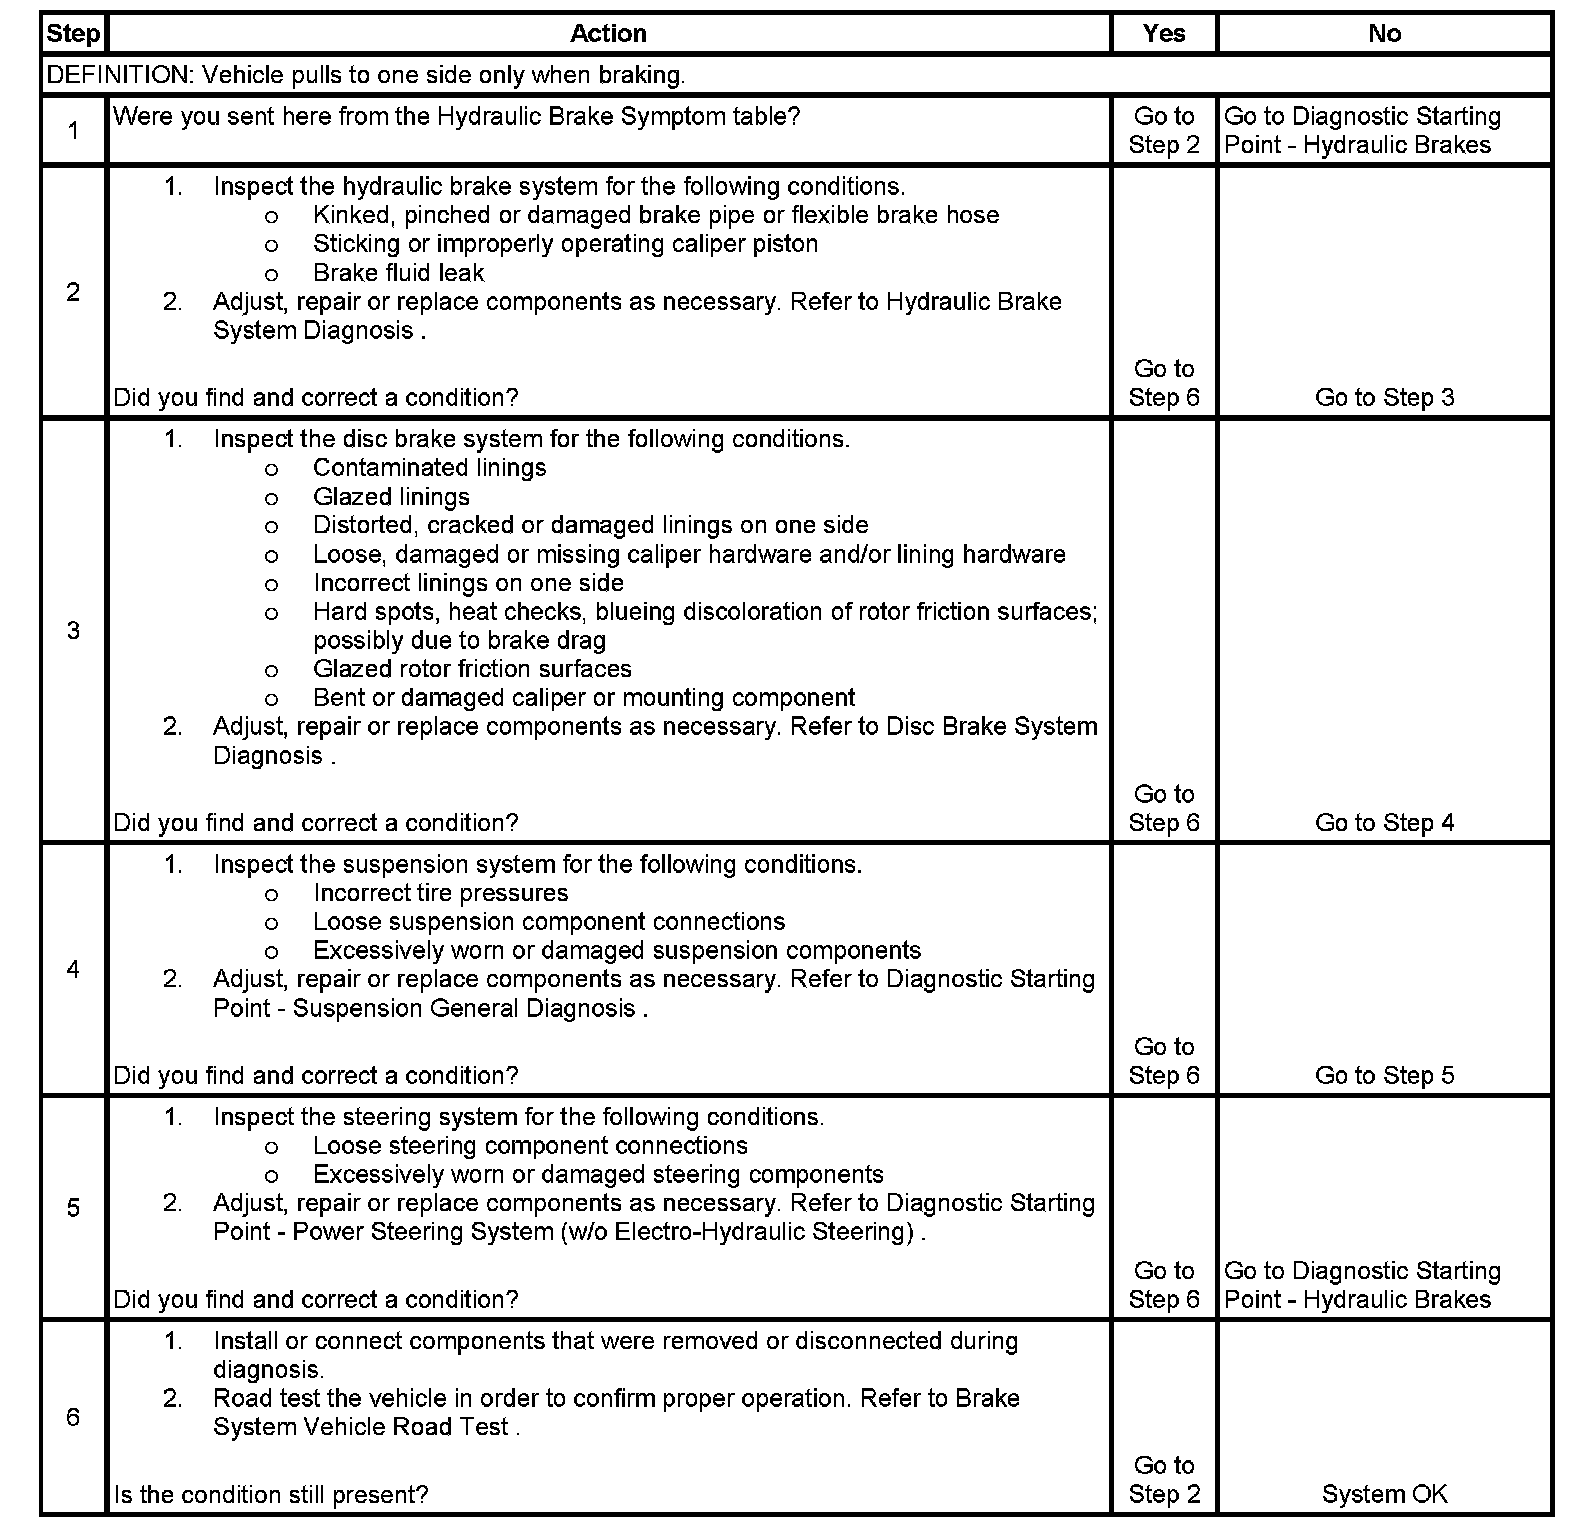 Step Action Yes No
DEFINITION: Vehicle pulls to one side only when braking.
1
Were you sent here from the Hydraulic Brake Symptom table?
Go to
Step 2
Go to Diagnostic Starting
Point - Hydraulic Brakes
2
1. Inspect the hydraulic brake system for the following conditions.
o Kinked, pinched or damaged brake pipe or flexible brake hose
o Sticking or improperly operating caliper piston
o Brake fluid leak
2. Adjust, repair or replace components as necessary. Refer to Hydraulic Brake
System Diagnosis .
Did you find and correct a condition?
Go to
Step 6
Go to Step 3
3
1. Inspect the disc brake system for the following conditions.
o Contaminated linings
o Glazed linings
o Distorted, cracked or damaged linings on one side
o Loose, damaged or missing caliper hardware and/or lining hardware
o Incorrect linings on one side
o Hard spots, heat checks, blueing discoloration of rotor friction surfaces;
possibly due to brake drag
o Glazed rotor friction surfaces
o Bent or damaged caliper or mounting component
2. Adjust, repair or replace components as necessary. Refer to Disc Brake System
Diagnosis .
Did you find and correct a condition?
Go to
Step 6
Go to Step 4
4
1. Inspect the suspension system for the following conditions.
o Incorrect tire pressures
o Loose suspension component connections
o Excessively worn or damaged suspension components
2. Adjust, repair or replace components as necessary. Refer to Diagnostic Starting
Point - Suspension General Diagnosis .
Did you find and correct a condition?
Go to
Step 6
Go to Step 5
5
1. Inspect the steering system for the following conditions.
o Loose steering component connections
o Excessively worn or damaged steering components
2. Adjust, repair or replace components as necessary. Refer to Diagnostic Starting
Point - Power Steering System (w/o Electro-Hydraulic Steering) .
Did you find and correct a condition?
Go to
Step 6
Go to Diagnostic Starting
Point - Hydraulic Brakes
6
1. Install or connect components that were removed or disconnected during
diagnosis.
2. Road test the vehicle in order to confirm proper operation. Refer to Brake
System Vehicle Road Test .
Is the condition still present?
Go to
Step 2
System OK